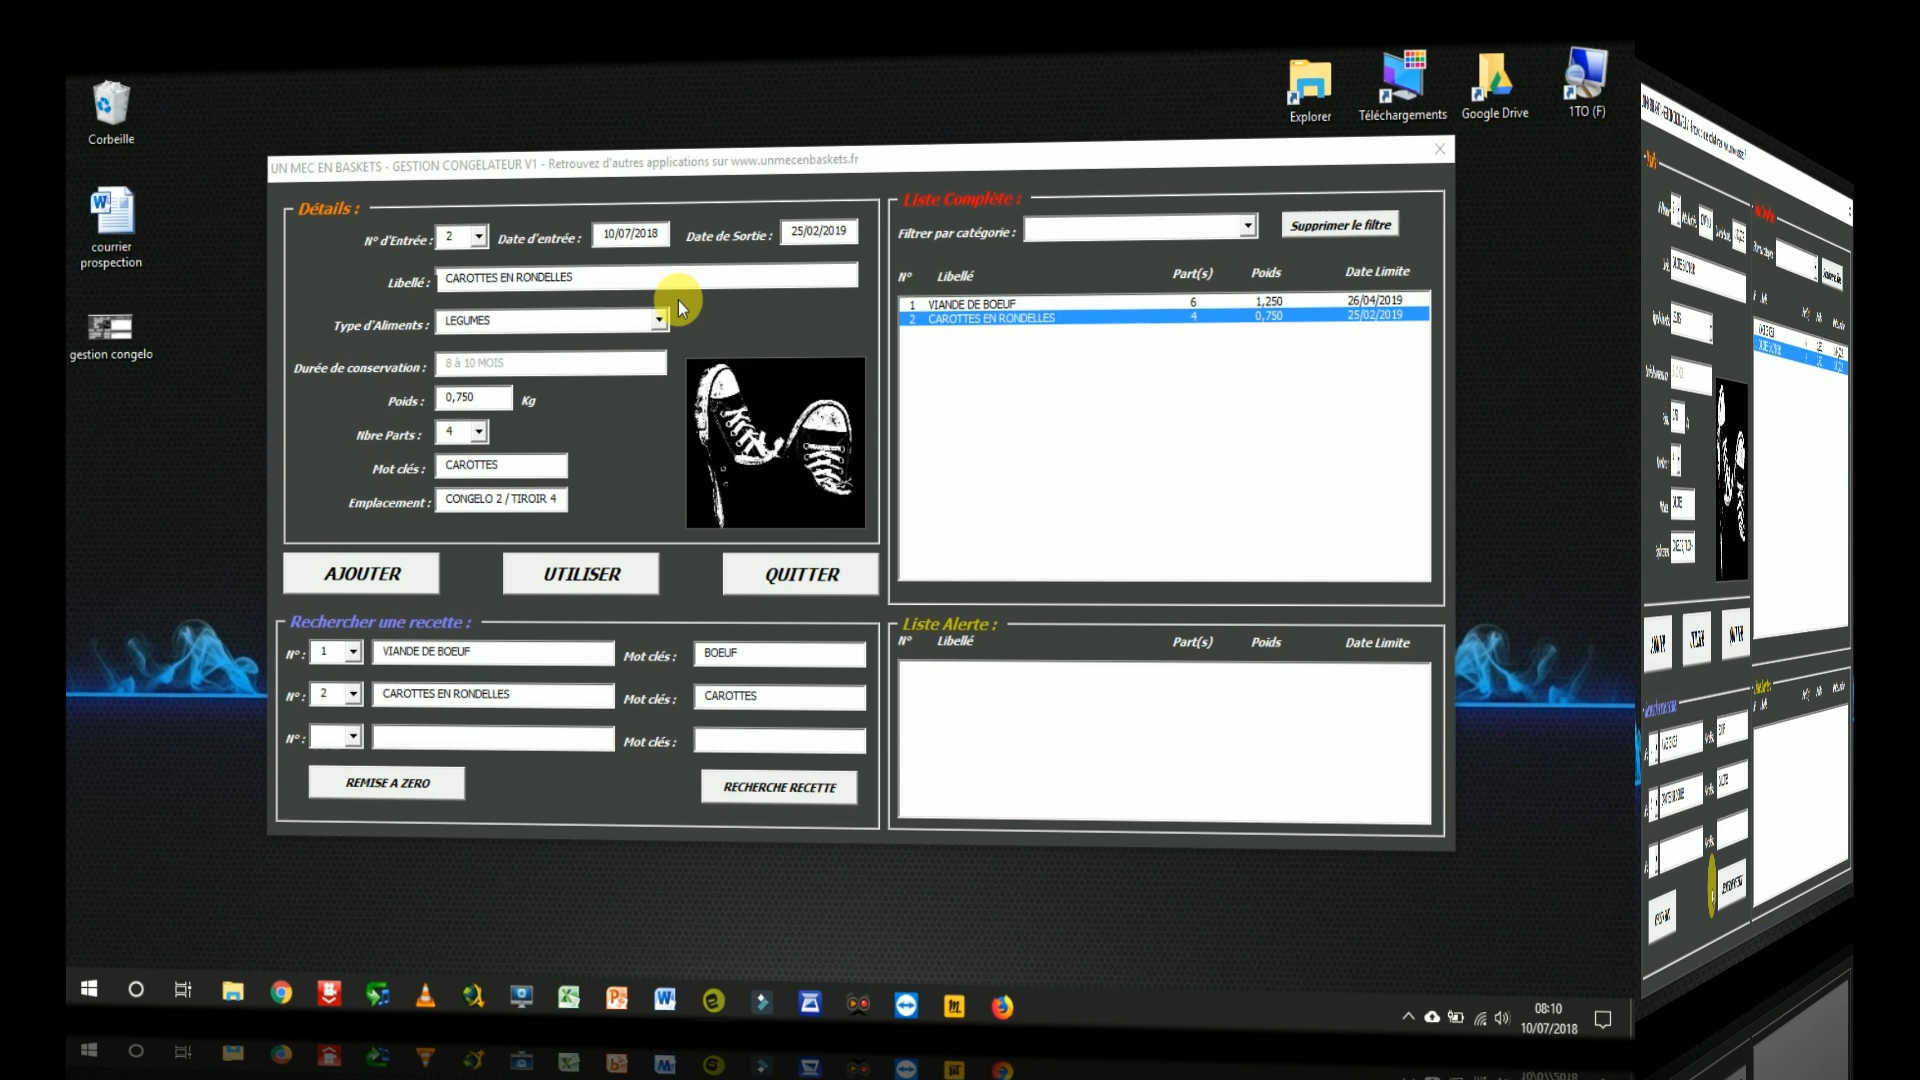 Corbeille
courrier
prospection
gestion congelo
Explorer
Téléchargements
Google Drive
1TO (F)
UN MEC EN BASKETS - GESTION CONGELATEUR V1 - Retrouvez d'autres applications sur www.unmecenbaskets.fr
Détails :
N° d'Entrée : 2 Date d'entrée : 10/07/2018 Date de Sortie : 25/02/2019
Libellé : CAROTTES EN RONDELLES
Type d'Aliments : LEGUMES
Durée de conservation : 8 à 10 MOIS
Poids : 0,750 Kg
Nbre Parts : 4
Mot clés : CAROTTES
Emplacement : CONGELO 2 / TIROIR 4
AJOUTER UTILISER QUITTER
Rechercher une recette :
N° : 1 VIANDE DE BOEUF Mot clés : BOEUF
N° : 2 CAROTTES EN RONDELLES Mot clés : CAROTTES
N° : Mot clés :
REMISE A ZERO RECHERCHE RECETTE
Liste Complète :
Filtrer par catégorie : Supprimer le filtre
N° Libellé Part(s) Poids Date Limite
1 VIANDE DE BOEUF 6 1,250 26/04/2019
2 CAROTTES EN RONDELLES 4 0,750 25/02/2019
Liste Alerte :
N° Libellé Part(s) Poids Date Limite
08:10
10/07/2018